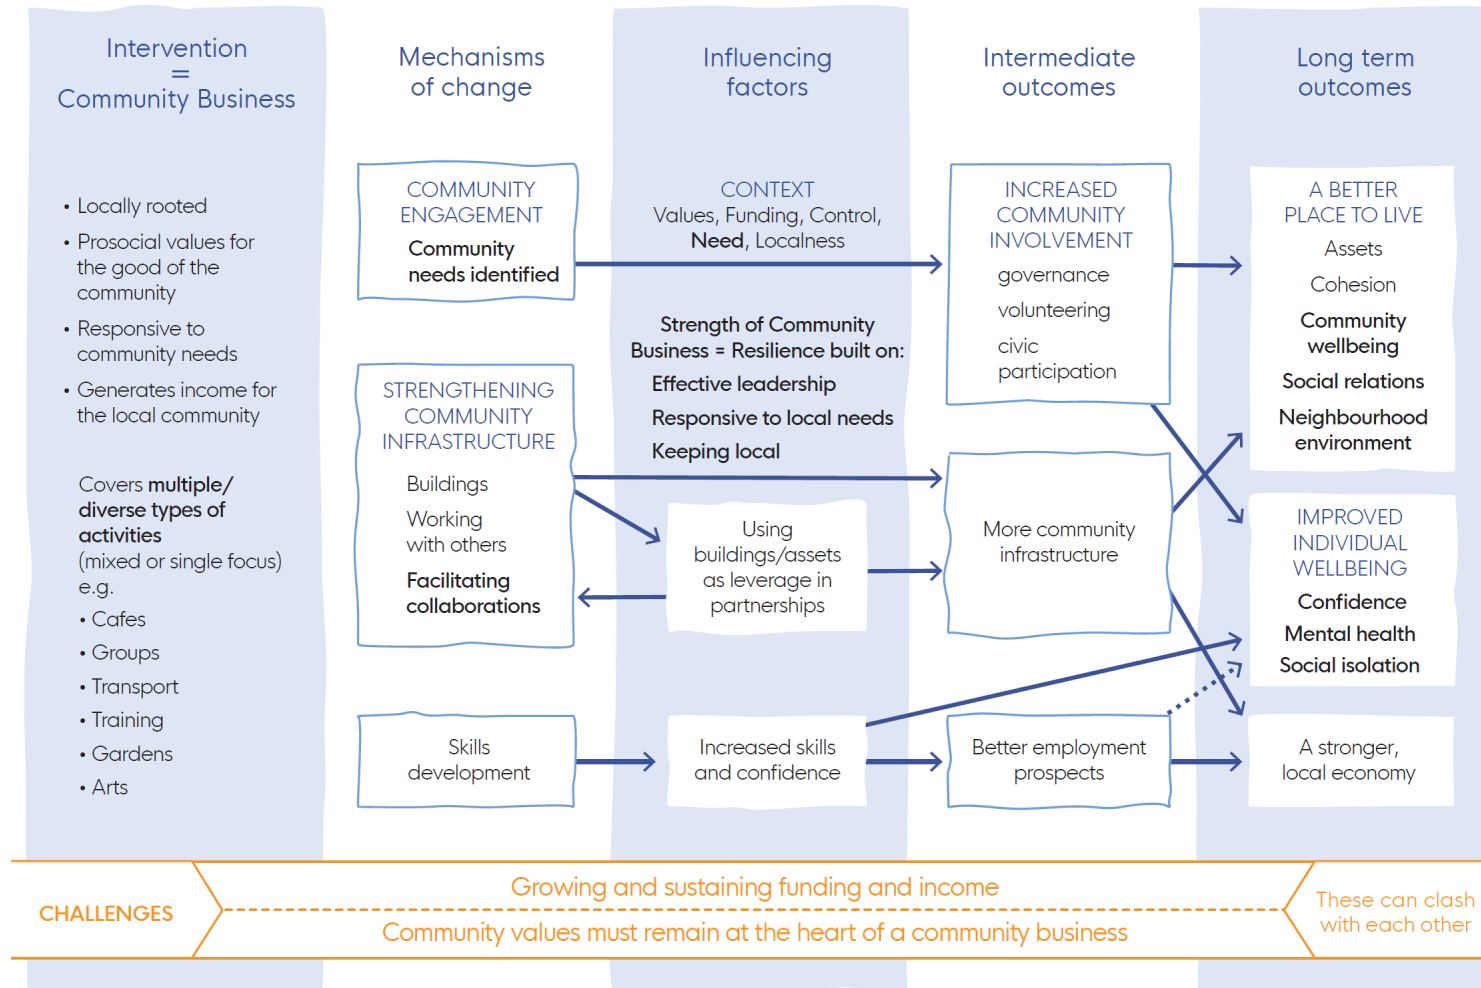 Intervention
=
Community Business
• Locally rooted
• Prosocial values for
the good of the
community
• Responsive to
community needs
• Generates income for
the local community
Covers multiple/
diverse types of
activities
(mixed or single focus)
e.g.
• Cafes
• Groups
• Transport
• Training
• Gardens
• Arts
Mechanisms
of change
COMMUNITY
ENGAGEMENT
Community
needs identified
STRENGTHENING
COMMUNITY
INFRASTRUCTURE
Buildings
Working
with others
Facilitating
collaborations
Skills
development
Influencing
factors
CONTEXT
Values, Funding, Control,
Need, Localness
Strength of Community
Business = Resilience built on:
Effective leadership
Responsive to local needs
Keeping local
Using
buildings/assets
as leverage in
partnerships
Increased skills
and confidence
Intermediate
outcomes
INCREASED
COMMUNITY
INVOLVEMENT
governance
volunteering
civic
participation
More community
infrastructure
Better employment
prospects
Long term
outcomes
A BETTER
PLACE TO LIVE
Assets
Cohesion
Community
wellbeing
Social relations
Neighbourhood
environment
IMPROVED
INDIVIDUAL
WELLBEING
Confidence
Mental health
Social isolation
A stronger,
local economy
CHALLENGES
Growing and sustaining funding and income
Community values must remain at the heart of a community business
These can clash
with each other